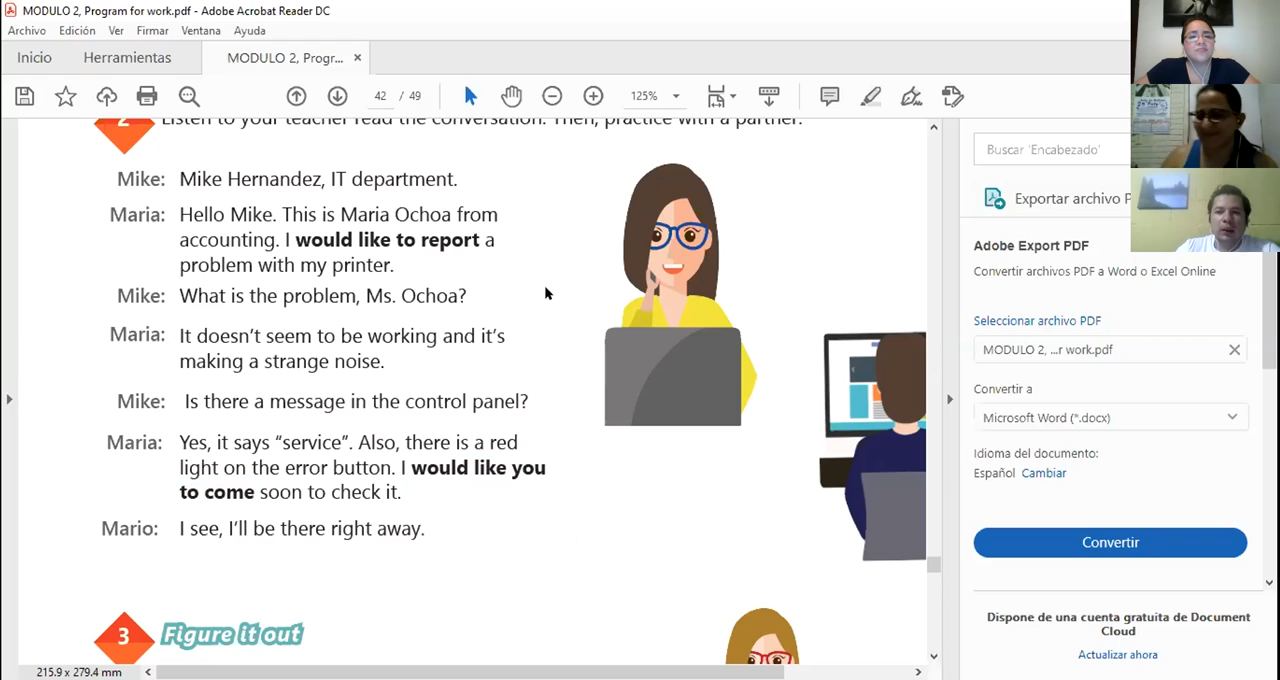 MODULO 2, Program for work.pdf - Adobe Acrobat Reader DC
Archivo Edición Ver Firmar Ventana Ayuda
Inicio Herramientas MODULO 2, Progr... ×
42 / 49 125%
2 Listen to your teacher read the conversation. Then, practice with a partner.
Mike: Mike Hernandez, IT department.
Maria: Hello Mike. This is Maria Ochoa from
accounting. I would like to report a
problem with my printer.
Mike: What is the problem, Ms. Ochoa?
Maria: It doesn't seem to be working and it's
making a strange noise.
Mike: Is there a message in the control panel?
Maria: Yes, it says “service”. Also, there is a red
light on the error button. I would like you
to come soon to check it.
Mario: I see, I'll be there right away.
3 Figure it out
215.9 x 279.4 mm
Buscar 'Encabezado'
Exportar archivo P
Adobe Export PDF
Convertir archivos PDF a Word o Excel Online
Seleccionar archivo PDF
MODULO 2, ...r work.pdf
Convertir a
Microsoft Word (*.docx)
Idioma del documento:
Español Cambiar
Convertir
Dispone de una cuenta gratuita de Document
Cloud
Actualizar ahora